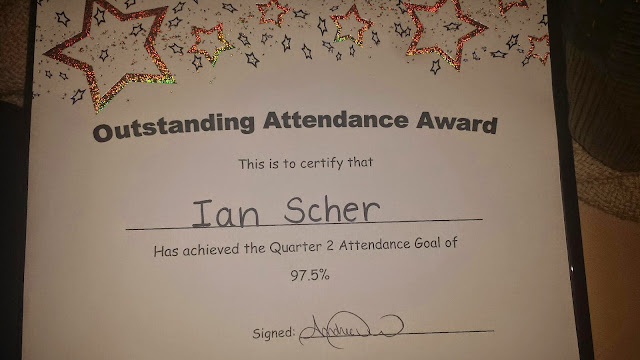 Outstanding Attendance Award
This is to certify that
Ian Scher
Has achieved the Quarter 2 Attendance Goal of
97.5%
Signed: